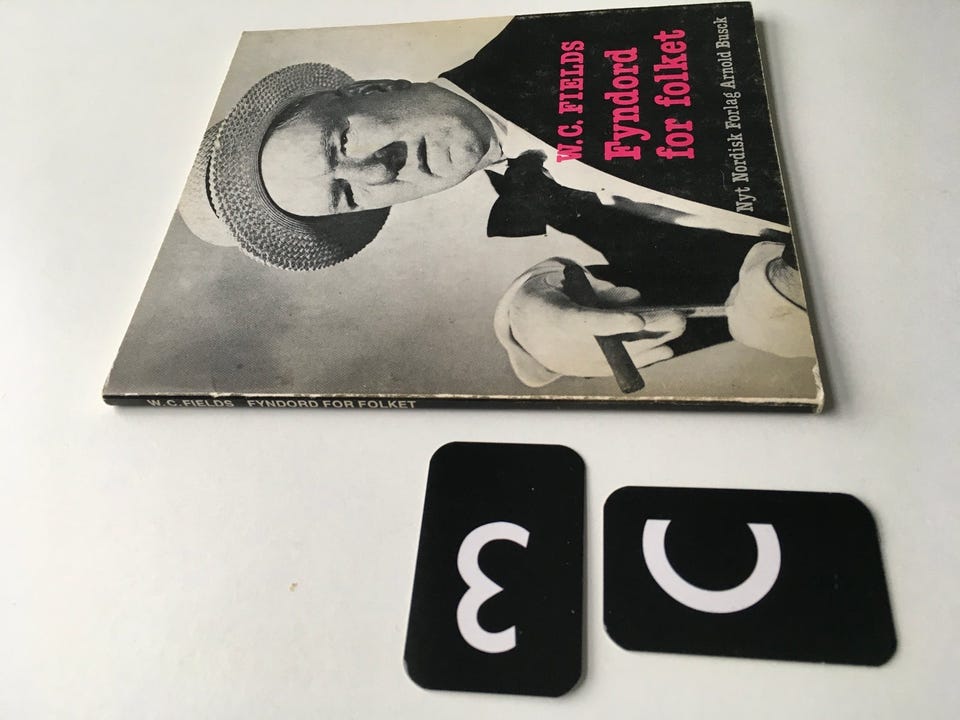 W.C. FIELDS
Fyndord
for folket
Nyt Nordisk Forlag Arnold Busck
W.C. FIELDS FYNDORD FOR FOLKET
W
C